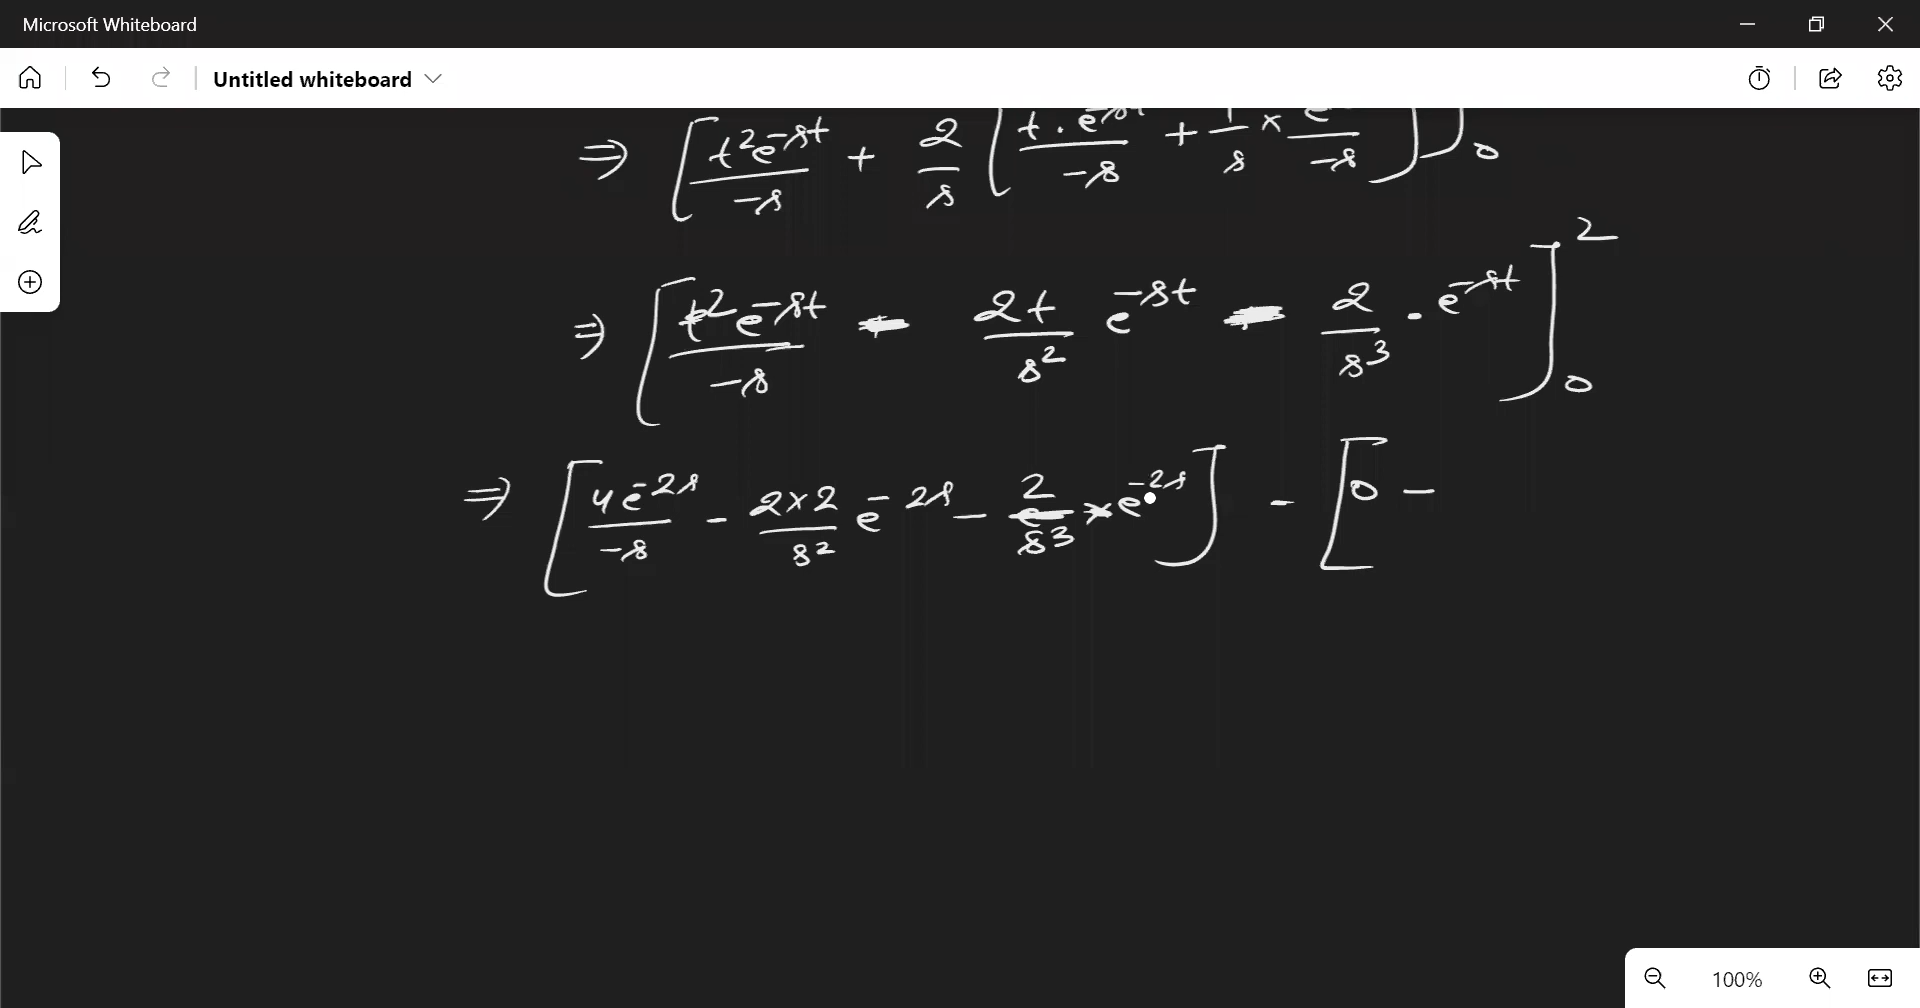 Microsoft Whiteboard
Untitled whiteboard
⇒ [t²e^-st/-s + 2/s [t.e^-st/-s + 1/s × e/-s]]₀
⇒ [t²e^-st/-s - 2t/s² e^-st - 2/s³ . e^-st]₀²
⇒ [4e^-2s/-s - 2×2/s² e^-2s - 2/s³ × e^-2s] - [0 -
100%